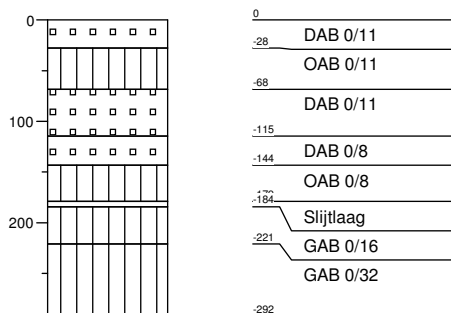 0
100
200
0
DAB 0/11
-28
OAB 0/11
-68
DAB 0/11
-115
DAB 0/8
-144
OAB 0/8
-184
Slijtlaag
-221
GAB 0/16
GAB 0/32
-292